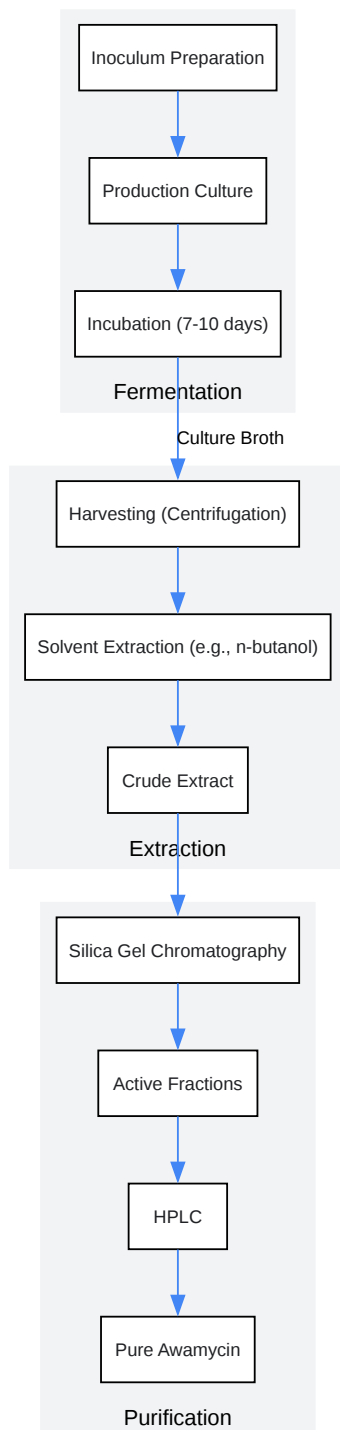 Inoculum Preparation
Production Culture
Incubation (7-10 days)
Fermentation
Culture Broth
Harvesting (Centrifugation)
Solvent Extraction (e.g., n-butanol)
Crude Extract
Extraction
Silica Gel Chromatography
Active Fractions
HPLC
Pure Awamycin
Purification